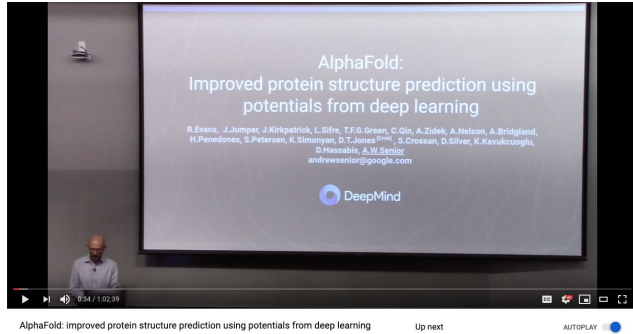 AlphaFold:
Improved protein structure prediction using
potentials from deep learning
R.Evans, J.Jumper, J.Kirkpatrick, L.Sifre, T.F.G.Green, C.Qin, A.Zidek, A.Nelson, A.Bridgland,
H.Penedones, S.Petersen, K.Simonyan, D.T.Jones, S.Crossan, D.Silver, K.Kavukcuoglu,
D.Hassabis, A.W.Senior
andrewsenior@google.com
DeepMind
0:34 / 1:02:39
CC
AlphaFold: improved protein structure prediction using potentials from deep learning
Up next
AUTOPLAY